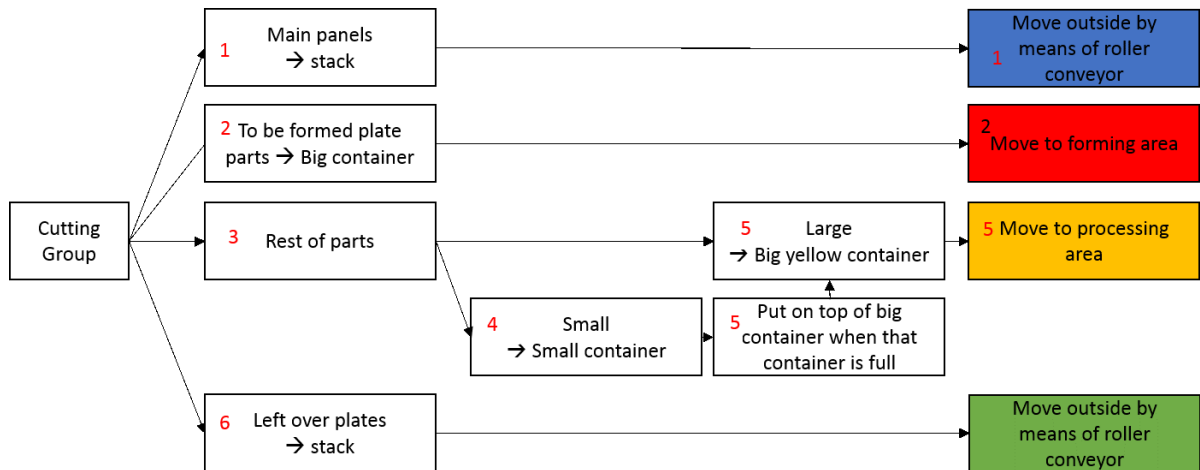 1 Main panels
→ stack
Move outside by
means of roller
1 conveyor
2 To be formed plate
parts → Big container
2
Move to forming area
Cutting
Group
3 Rest of parts
5 Large
→ Big yellow container
5 Move to processing
area
4 Small
→ Small container
5 Put on top of big
container when that
container is full
6 Left over plates
→ stack
Move outside by
means of roller
conveyor